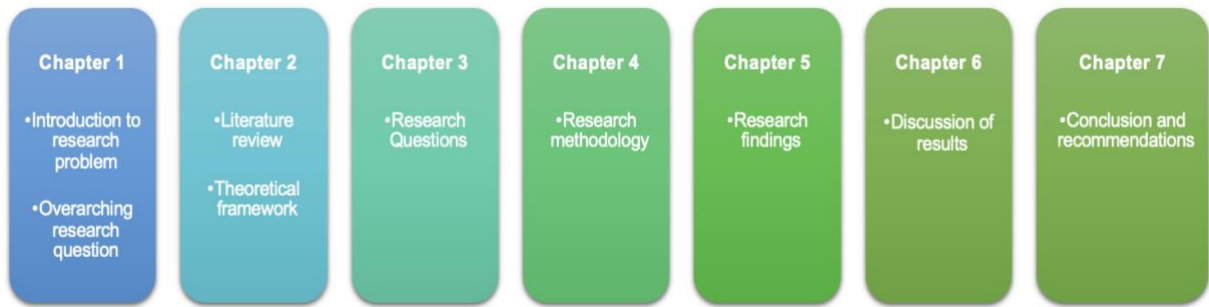 Chapter 1
•Introduction to
research
problem
•Overarching
research
question
Chapter 2
•Literature
review
•Theoretical
framework
Chapter 3
•Research
Questions
Chapter 4
•Research
methodology
Chapter 5
•Research
findings
Chapter 6
•Discussion of
results
Chapter 7
•Conclusion and
recommendations